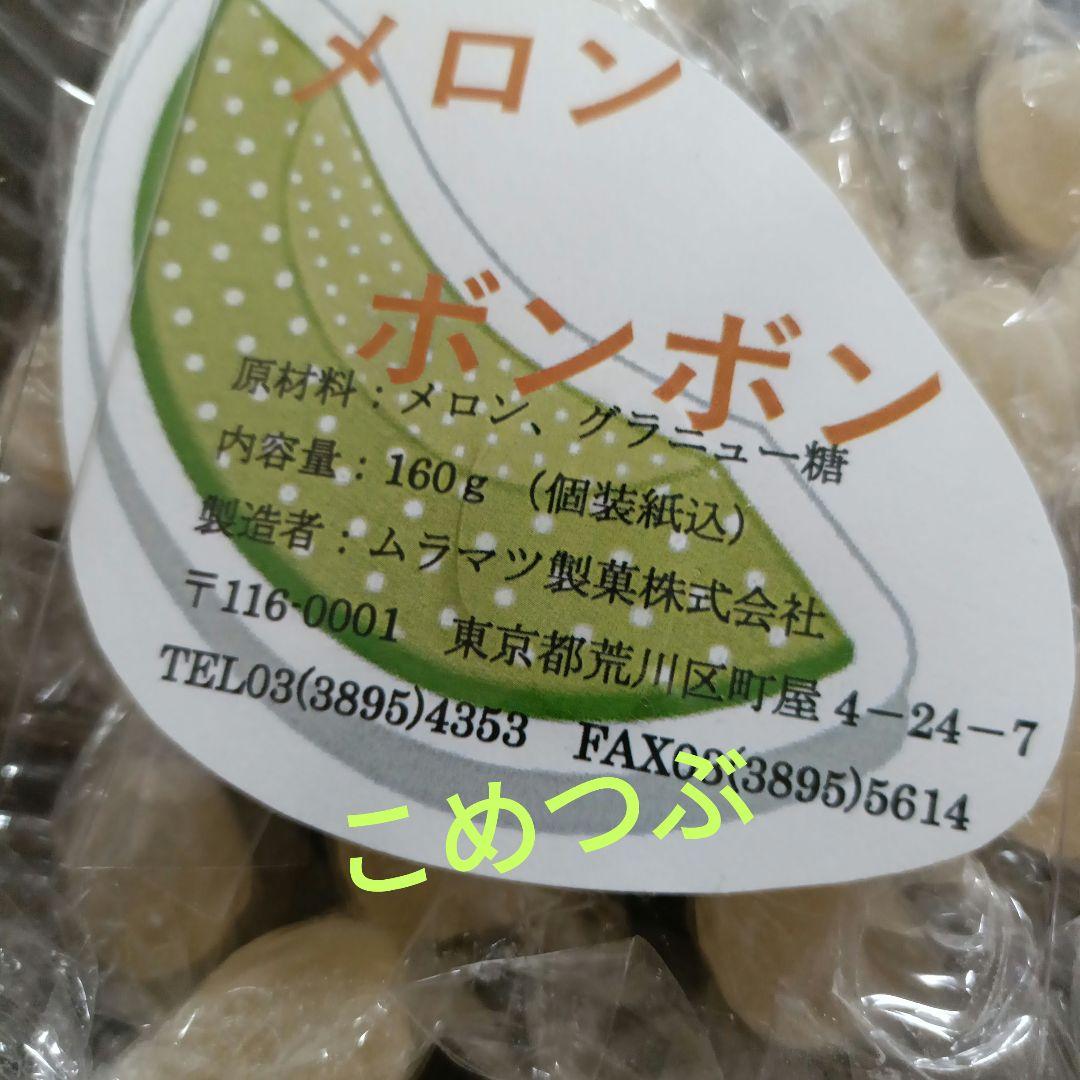 メロン
ボンボン
原材料：メロン、グラニュー糖
内容量：160ｇ （個装紙込）
製造者：ムラマツ製菓株式会社
〒116-0001 東京都荒川区町屋4－24－7
TEL03(3895)4353 FAX03(3895)5614
こめつぶ